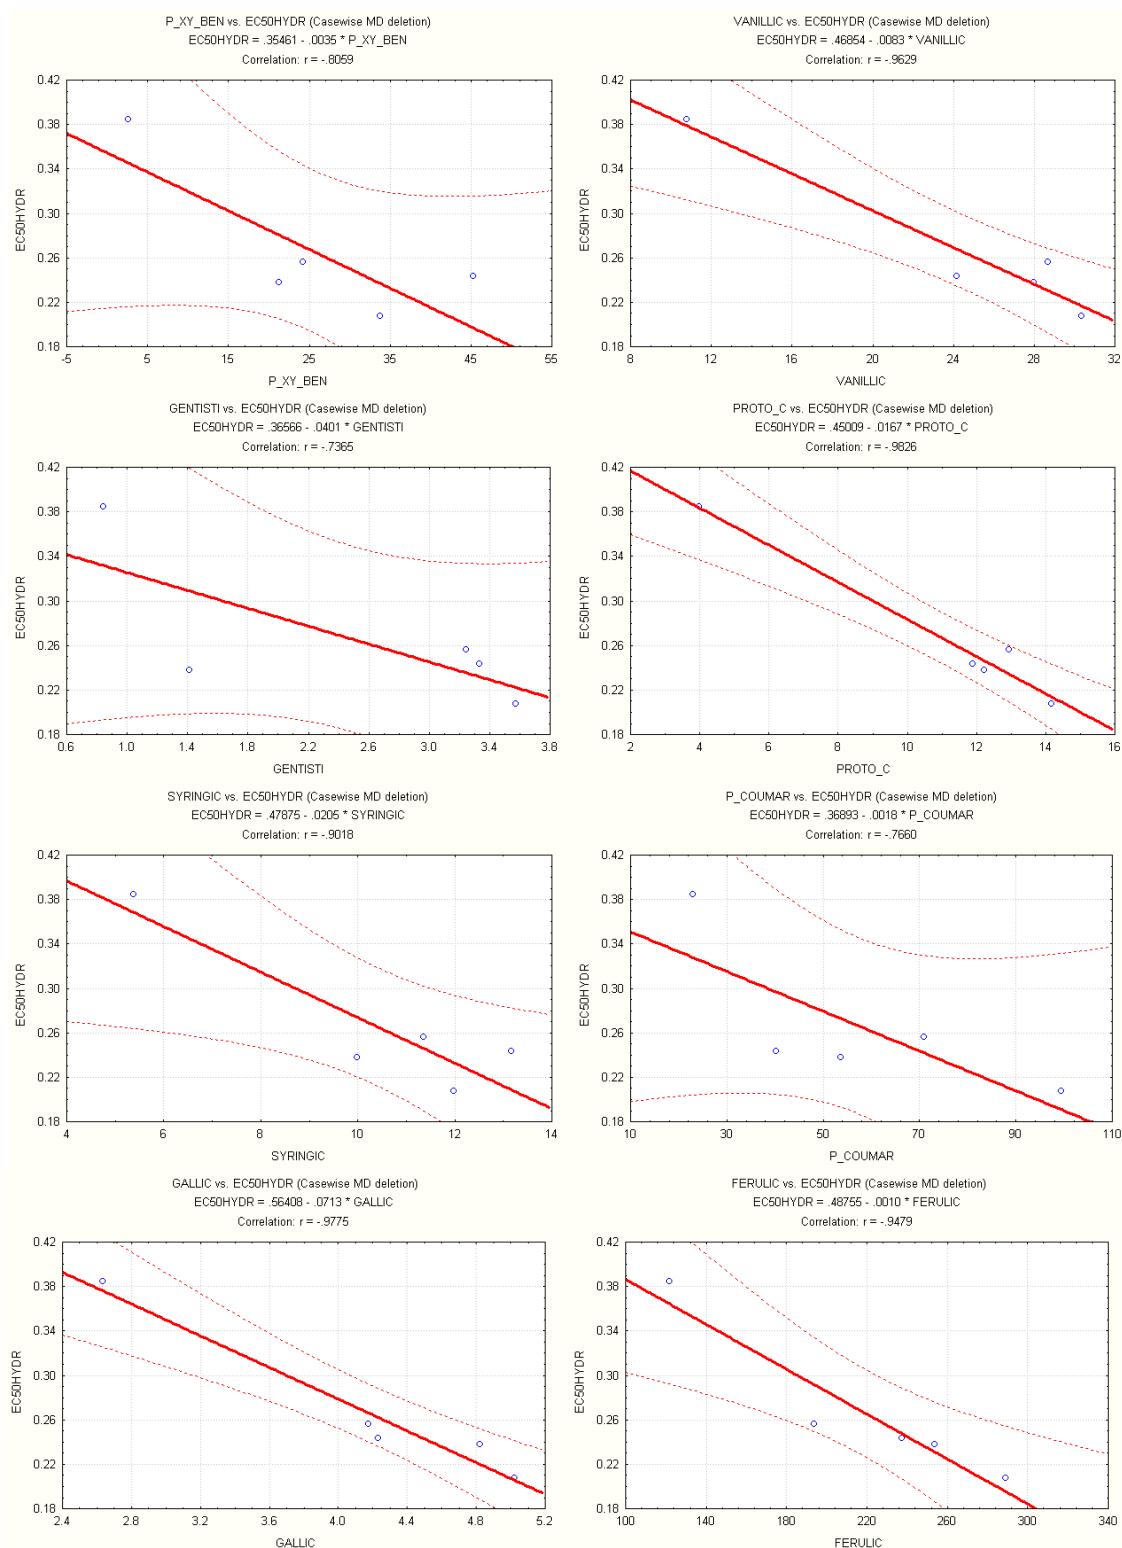 P_XY_BEN vs. EC50HYDR (Casewise MD deletion)
EC50HYDR = .35461 - .0035 * P_XY_BEN
Correlation: r = -.8059
0.42
0.38
0.34
0.30
0.26
0.22
0.18
EC50HYDR
-5 5 15 25 35 45 55
P_XY_BEN
VANILLIC vs. EC50HYDR (Casewise MD deletion)
EC50HYDR = .46854 - .0083 * VANILLIC
Correlation: r = -.9629
0.42
0.38
0.34
0.30
0.26
0.22
0.18
EC50HYDR
8 12 16 20 24 28 32
VANILLIC
GENTISTI vs. EC50HYDR (Casewise MD deletion)
EC50HYDR = .36566 - .0401 * GENTISTI
Correlation: r = -.7365
0.42
0.38
0.34
0.30
0.26
0.22
0.18
EC50HYDR
0.6 1.0 1.4 1.8 2.2 2.6 3.0 3.4 3.8
GENTISTI
PROTO_C vs. EC50HYDR (Casewise MD deletion)
EC50HYDR = .45009 - .0167 * PROTO_C
Correlation: r = -.9826
0.42
0.38
0.34
0.30
0.26
0.22
0.18
EC50HYDR
2 4 6 8 10 12 14 16
PROTO_C
SYRINGIC vs. EC50HYDR (Casewise MD deletion)
EC50HYDR = .47875 - .0205 * SYRINGIC
Correlation: r = -.9018
0.42
0.38
0.34
0.30
0.26
0.22
0.18
EC50HYDR
4 6 8 10 12 14
SYRINGIC
P_COUMAR vs. EC50HYDR (Casewise MD deletion)
EC50HYDR = .36893 - .0018 * P_COUMAR
Correlation: r = -.7660
0.42
0.38
0.34
0.30
0.26
0.22
0.18
EC50HYDR
10 30 50 70 90 110
P_COUMAR
GALLIC vs. EC50HYDR (Casewise MD deletion)
EC50HYDR = .56408 - .0713 * GALLIC
Correlation: r = -.9775
0.42
0.38
0.34
0.30
0.26
0.22
0.18
EC50HYDR
2.4 2.8 3.2 3.6 4.0 4.4 4.8 5.2
GALLIC
FERULIC vs. EC50HYDR (Casewise MD deletion)
EC50HYDR = .48755 - .0010 * FERULIC
Correlation: r = -.9479
0.42
0.38
0.34
0.30
0.26
0.22
0.18
EC50HYDR
100 140 180 220 260 300 340
FERULIC